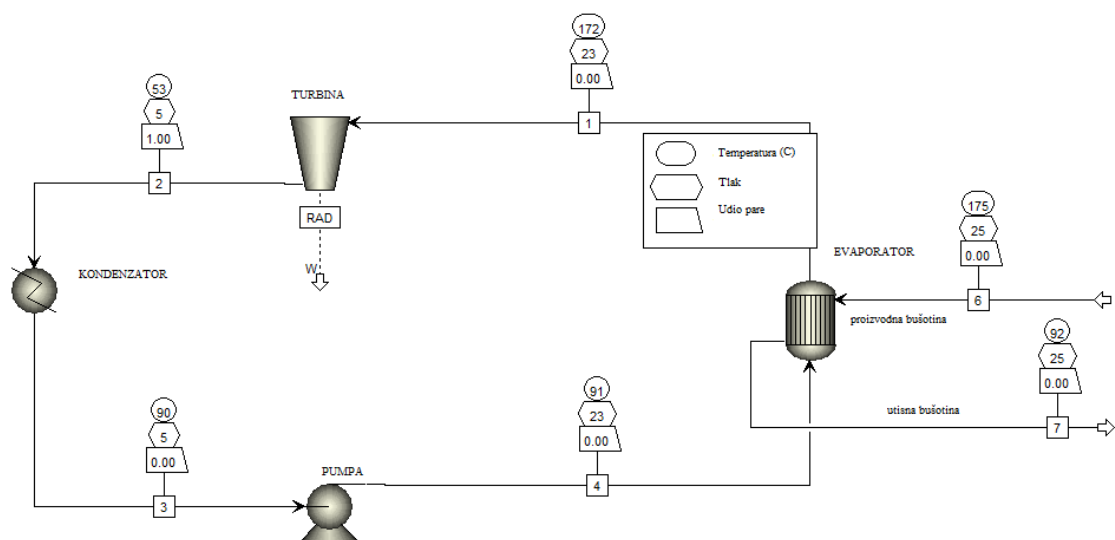 172
23
0.00
1
53
5
1.00
2
TURBINA
RAD
W
Temperatura (C)
Tlak
Udio pare
175
25
0.00
6
EVAPORATOR
proizvodna bušotina
KONDENZATOR
92
25
0.00
7
utisna bušotina
91
23
0.00
4
90
5
0.00
3
PUMPA